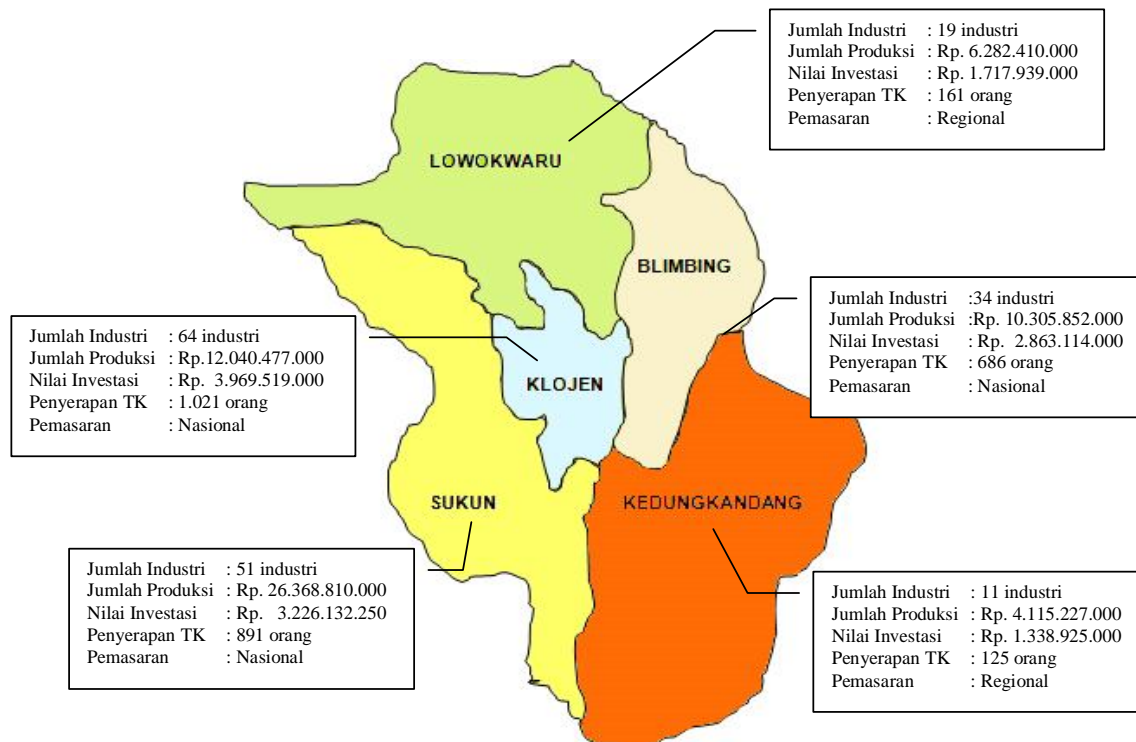 Jumlah Industri : 19 industri
Jumlah Produksi : Rp. 6.282.410.000
Nilai Investasi : Rp. 1.717.939.000
Penyerapan TK : 161 orang
Pemasaran : Regional
LOWOKWARU
BLIMBING
Jumlah Industri :34 industri
Jumlah Produksi :Rp. 10.305.852.000
Nilai Investasi : Rp. 2.863.114.000
Penyerapan TK : 686 orang
Pemasaran : Nasional
Jumlah Industri : 64 industri
Jumlah Produksi : Rp.12.040.477.000
Nilai Investasi : Rp. 3.969.519.000
Penyerapan TK : 1.021 orang
Pemasaran : Nasional
KLOJEN
SUKUN
KEDUNGKANDANG
Jumlah Industri : 51 industri
Jumlah Produksi : Rp. 26.368.810.000
Nilai Investasi : Rp. 3.226.132.250
Penyerapan TK : 891 orang
Pemasaran : Nasional
Jumlah Industri : 11 industri
Jumlah Produksi : Rp. 4.115.227.000
Nilai Investasi : Rp. 1.338.925.000
Penyerapan TK : 125 orang
Pemasaran : Regional